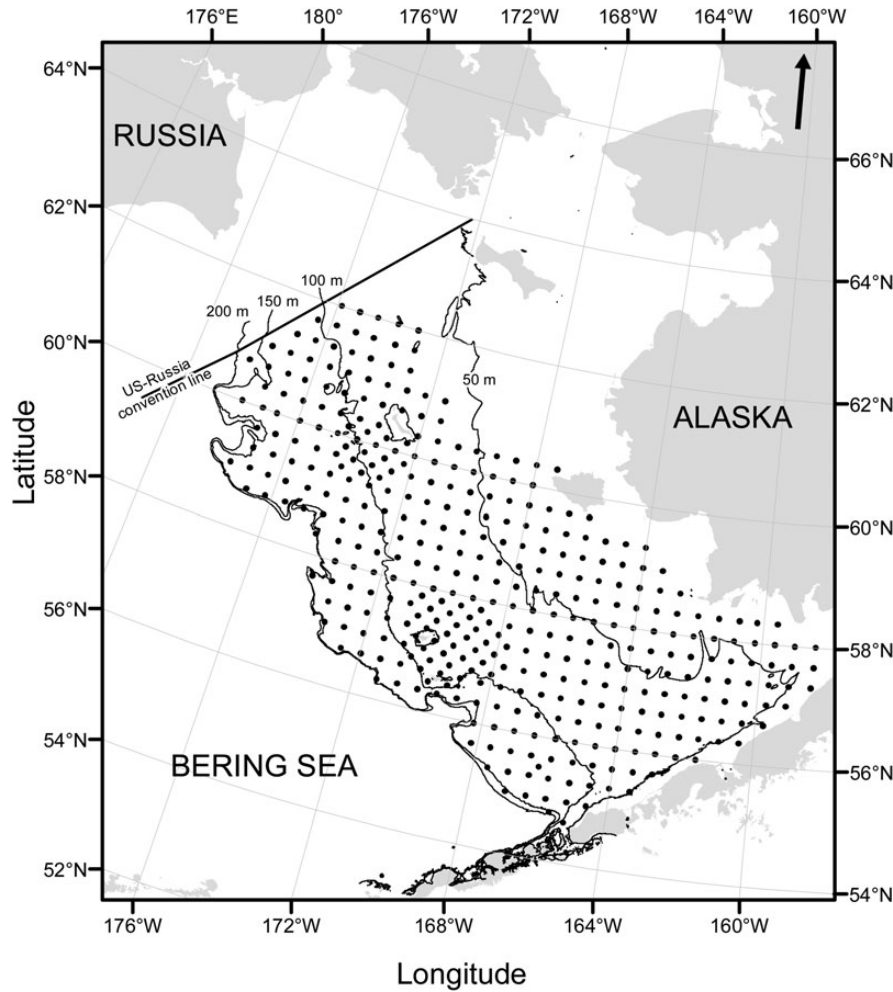 176°E 180° 176°W 172°W 168°W 164°W 160°W
64°N
RUSSIA
66°N
62°N
64°N
100 m
150 m
200 m
60°N
US-Russia
convention line
50 m
62°N
ALASKA
Latitude
58°N
60°N
56°N
58°N
54°N
BERING SEA
56°N
52°N
54°N
176°W 172°W 168°W 164°W 160°W
Longitude